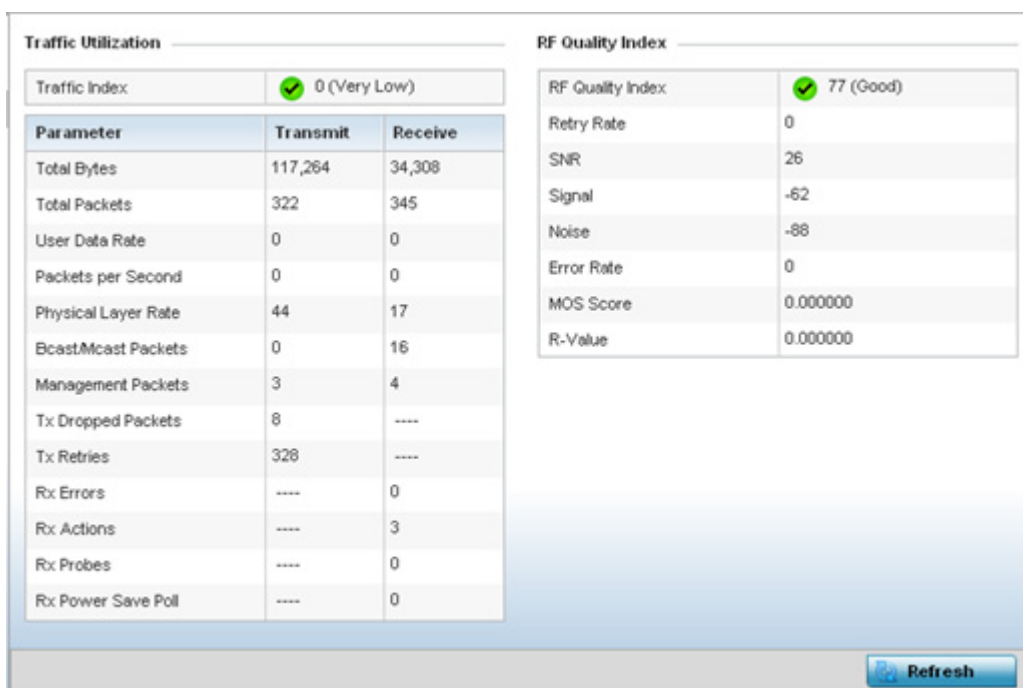 Traffic Utilization
Traffic Index 0 (Very Low)
Parameter Transmit Receive
Total Bytes 117,264 34,308
Total Packets 322 345
User Data Rate 0 0
Packets per Second 0 0
Physical Layer Rate 44 17
Bcast/Mcast Packets 0 16
Management Packets 3 4
Tx Dropped Packets 8 ----
Tx Retries 328 ----
Rx Errors ---- 0
Rx Actions ---- 3
Rx Probes ---- 0
Rx Power Save Poll ---- 0
RF Quality Index
RF Quality Index 77 (Good)
Retry Rate 0
SNR 26
Signal -62
Noise -88
Error Rate 0
MOS Score 0.000000
R-Value 0.000000
Refresh